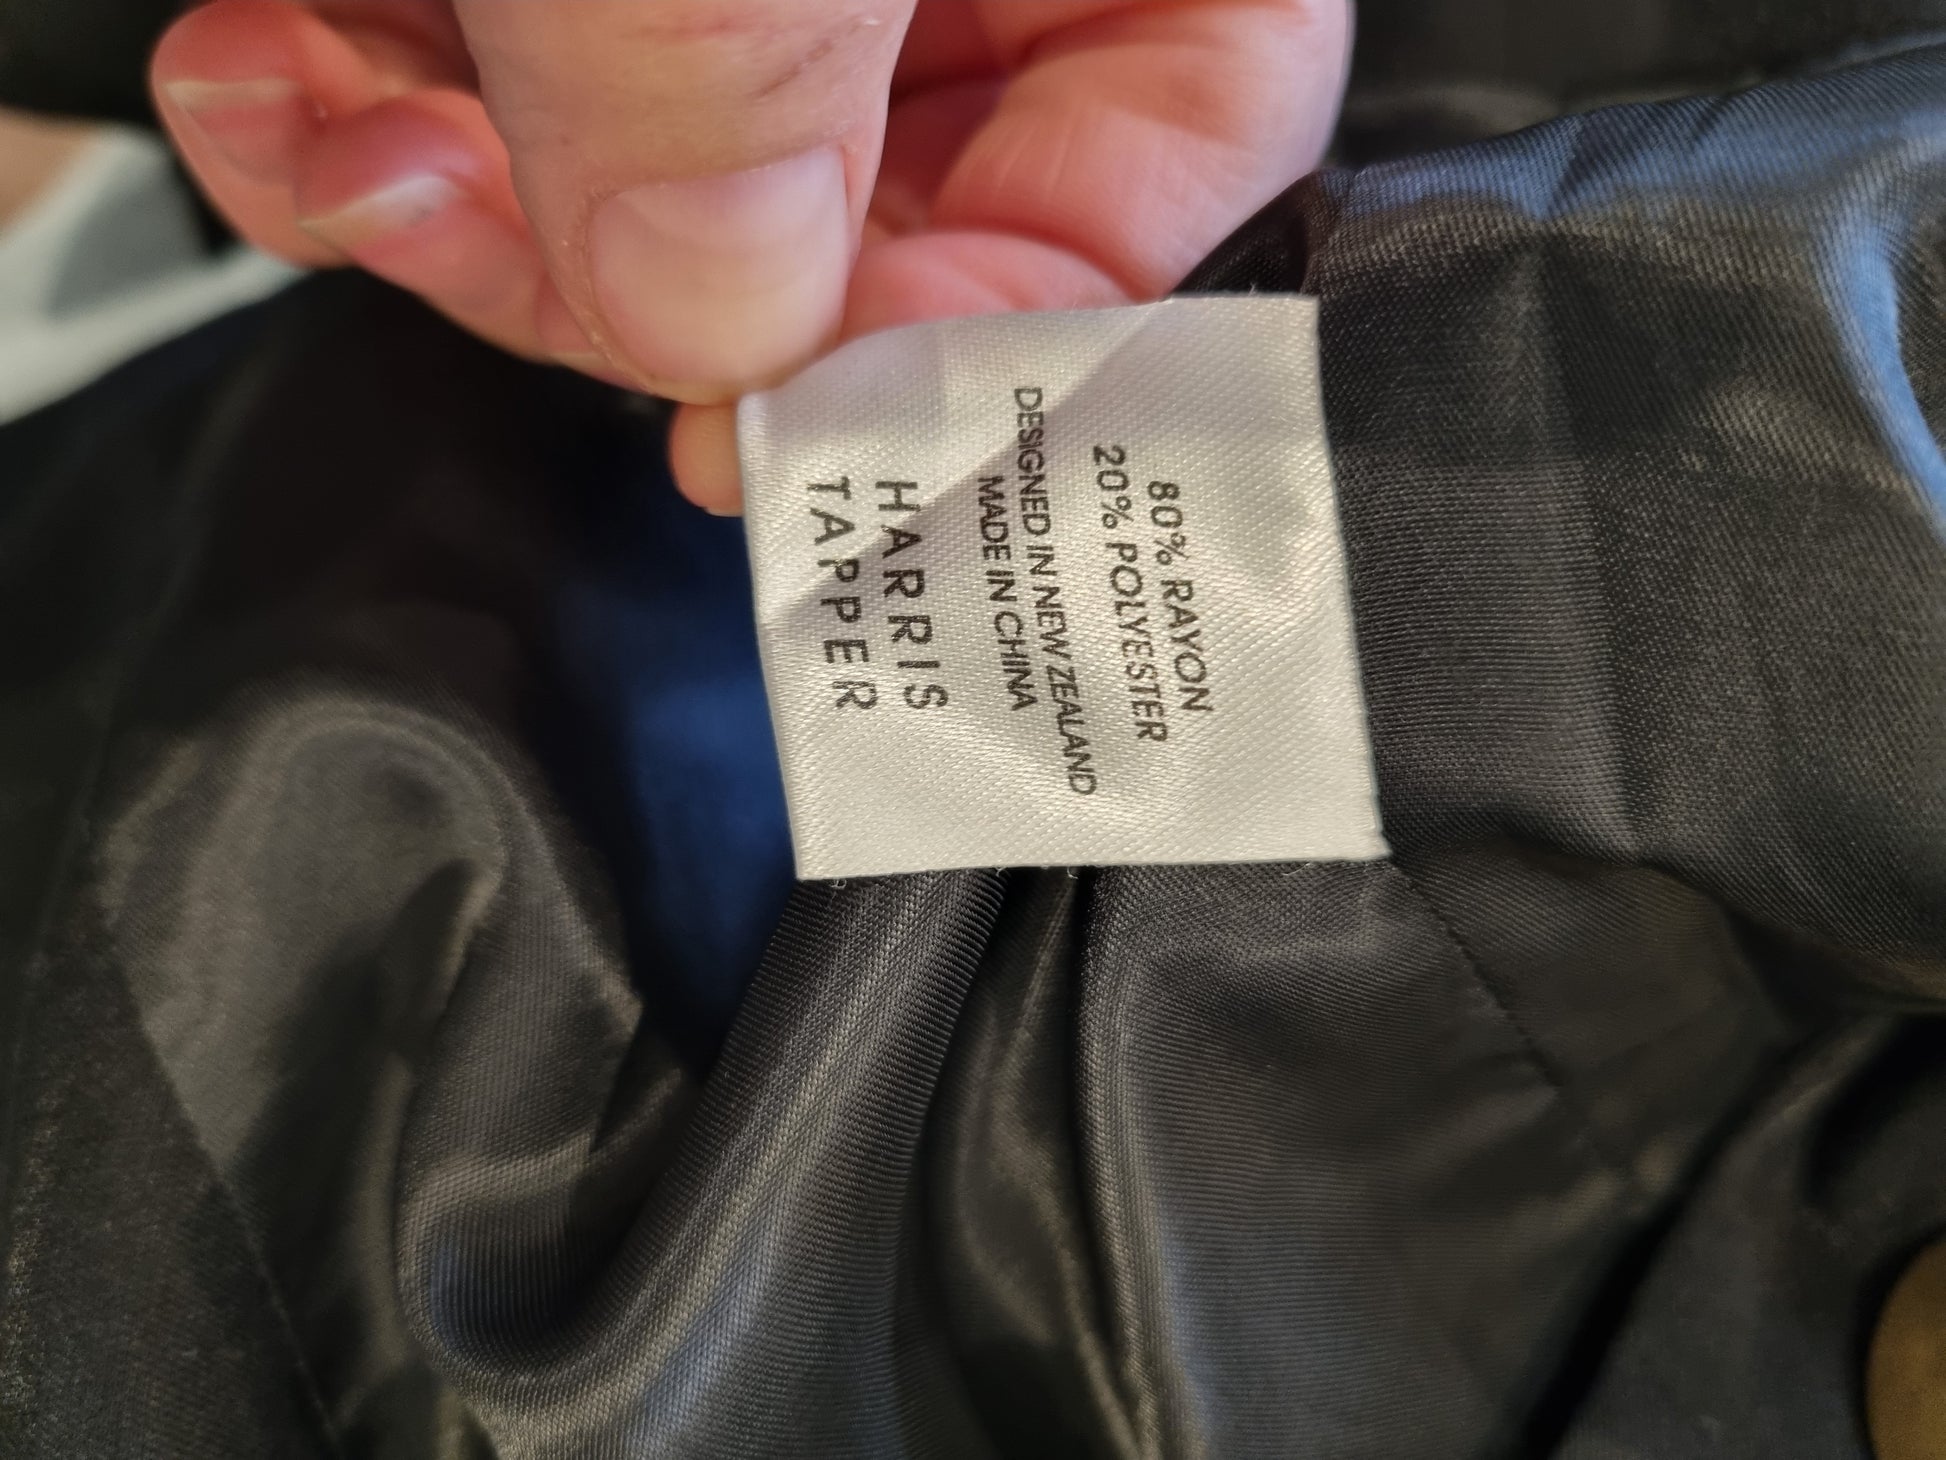 80% RAYON
20% POLYESTER
DESIGNED IN NEW ZEALAND
MADE IN CHINA
HARRIS
TAPPER